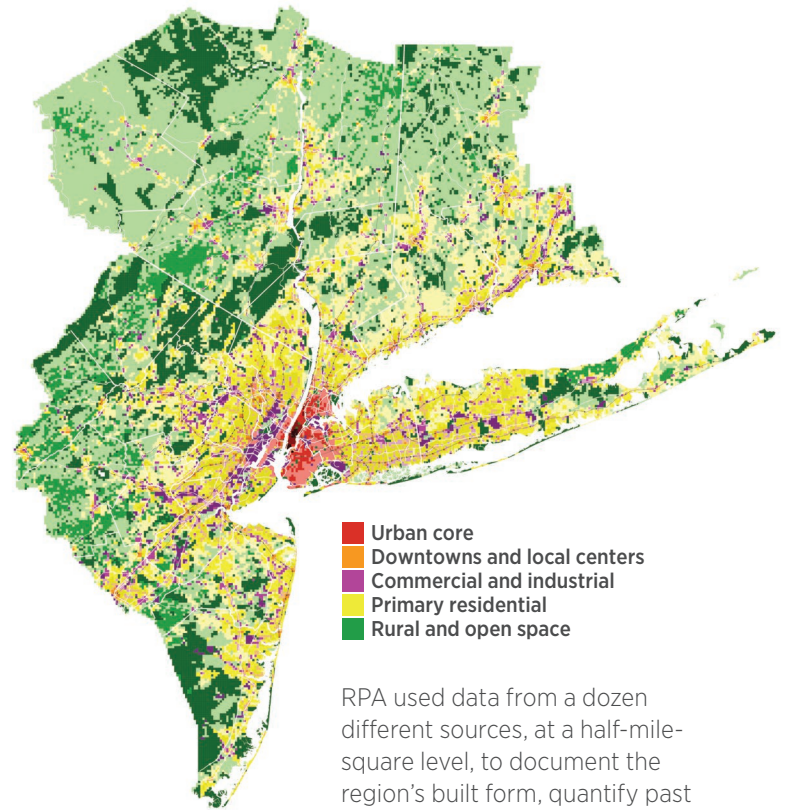 Urban core
Downtowns and local centers
Commercial and industrial
Primary residential
Rural and open space
RPA used data from a dozen
different sources, at a half-mile-
square level, to document the
region's built form, quantify past